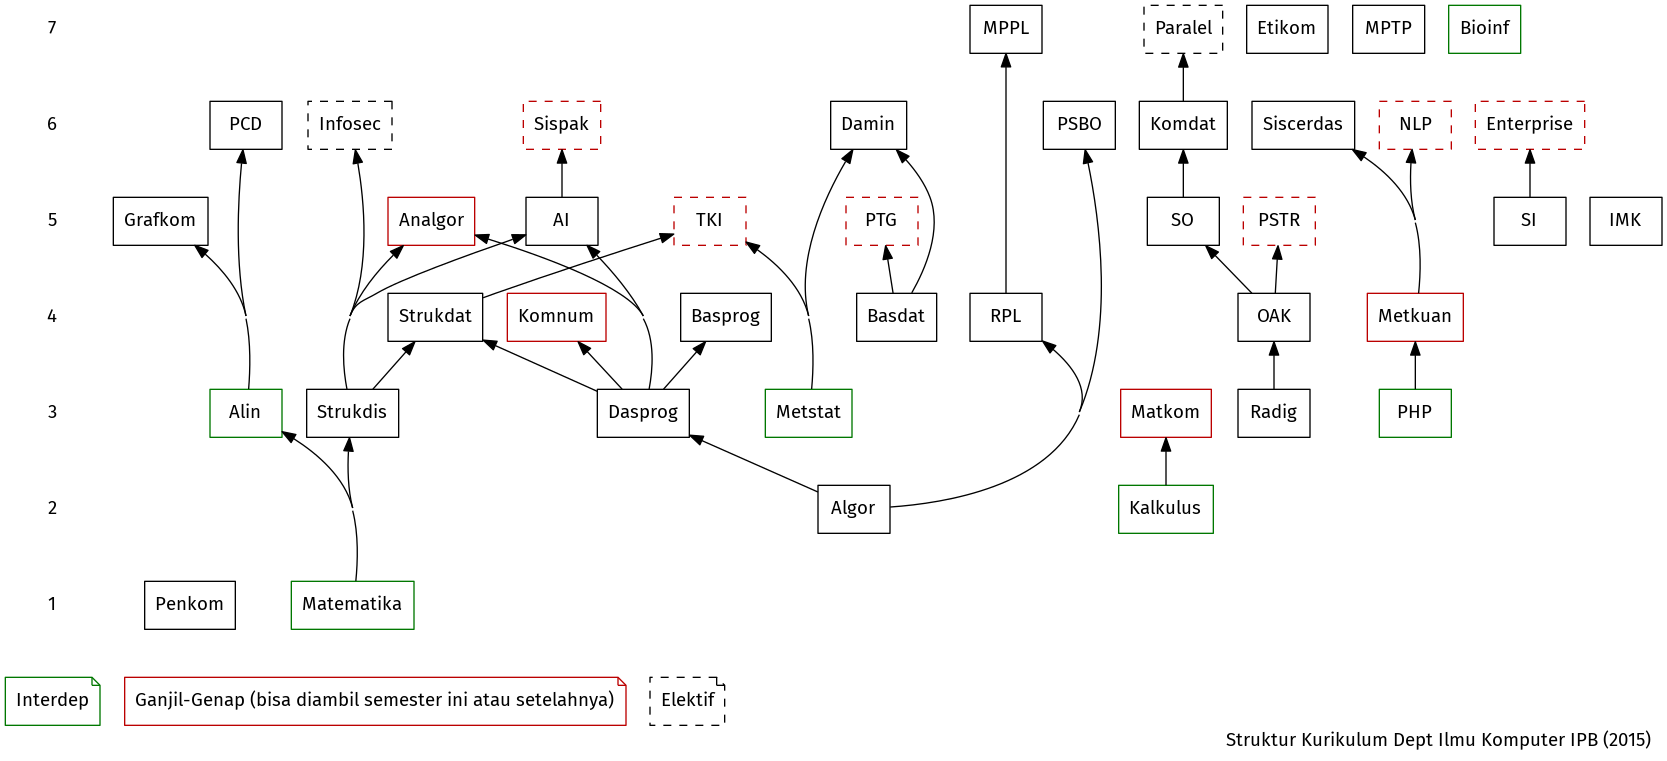 7
MPPL
Paralel
Etikom
MPTP
Bioinf
6
PCD
Infosec
Sispak
Damin
PSBO
Komdat
Siscerdas
NLP
Enterprise
5
Grafkom
Analgor
AI
TKI
PTG
SO
PSTR
SI
IMK
4
Strukdat
Komnum
Basprog
Basdat
RPL
OAK
Metkuan
3
Alin
Strukdis
Dasprog
Metstat
Matkom
Radig
PHP
2
Algor
Kalkulus
1
Penkom
Matematika
Interdep
Ganjil-Genap (bisa diambil semester ini atau setelahnya)
Elektif
Struktur Kurikulum Dept Ilmu Komputer IPB (2015)